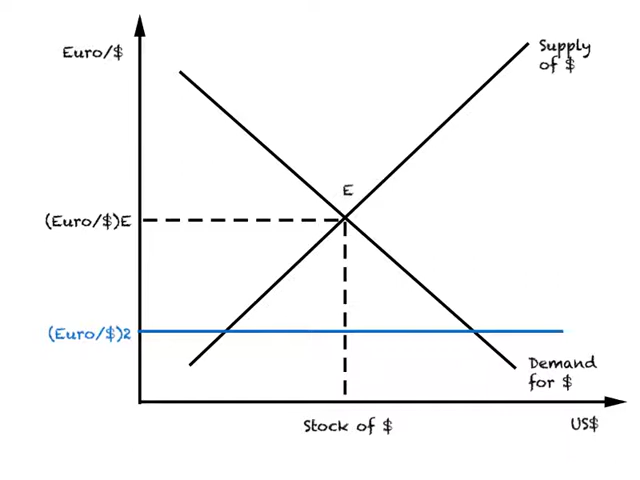 Euro/$
Supply
of $
E
(Euro/$)E
(Euro/$)2
Demand
for $
Stock of $
US$